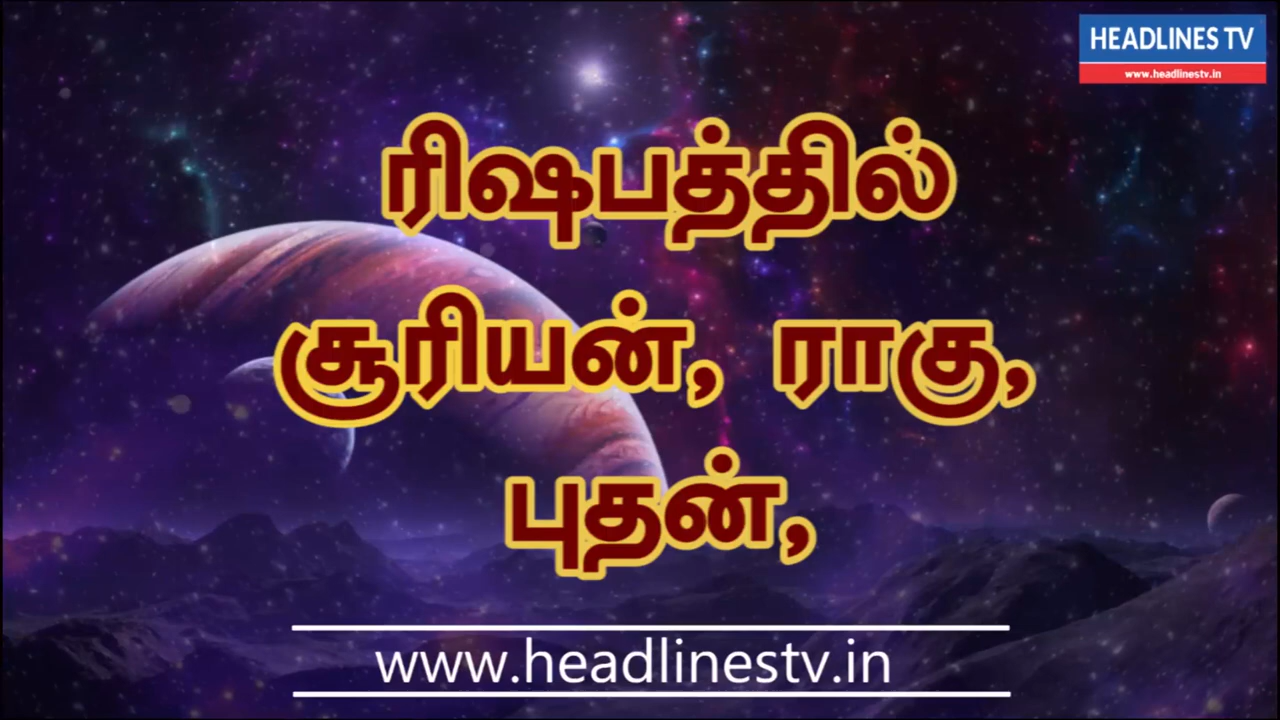 HEADLINES TV
www.headlinestv.in
ரிஷபத்தில்
சூரியன், ராகு,
புதன்,
www.headlinestv.in